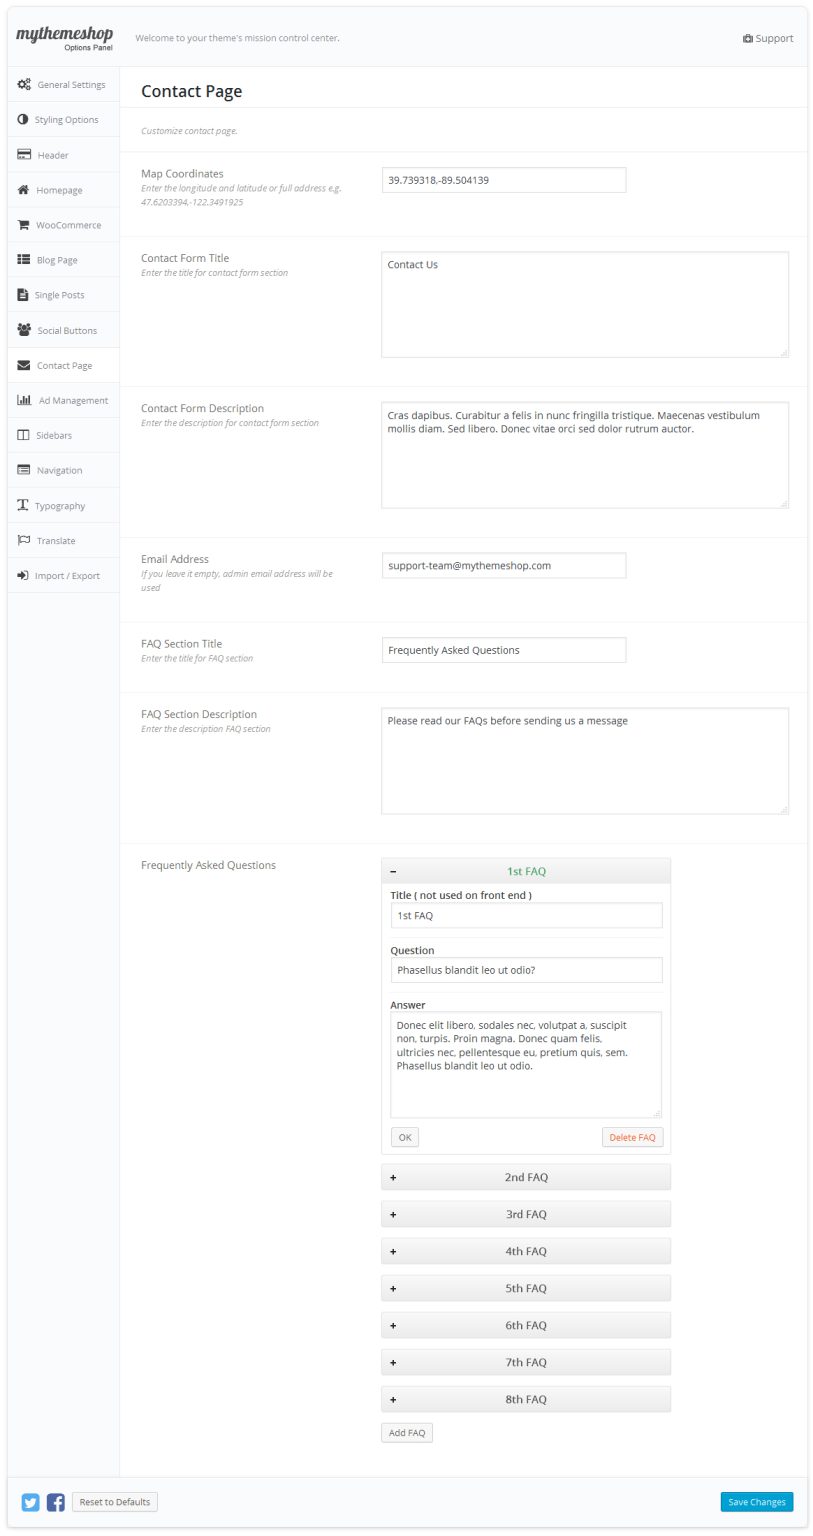 mythemeshop
Options Panel
Welcome to your theme's mission control center.
Support
General Settings
Styling Options
Header
Homepage
WooCommerce
Blog Page
Single Posts
Social Buttons
Contact Page
Ad Management
Sidebars
Navigation
Typography
Translate
Import / Export
Contact Page
Customize contact page.
Map Coordinates
Enter the longitude and latitude or full address e.g.
47.6203394,-122.3491925
39.739318,-89.504139
Contact Form Title
Enter the title for contact form section
Contact Us
Contact Form Description
Enter the description for contact form section
Cras dapibus. Curabitur a felis in nunc fringilla tristique. Maecenas vestibulum
mollis diam. Sed libero. Donec vitae orci sed dolor rutrum auctor.
Email Address
If you leave it empty, admin email address will be
used
support-team@mythemeshop.com
FAQ Section Title
Enter the title for FAQ section
Frequently Asked Questions
FAQ Section Description
Enter the description FAQ section
Please read our FAQs before sending us a message
Frequently Asked Questions
1st FAQ
Title ( not used on front end )
1st FAQ
Question
Phasellus blandit leo ut odio?
Answer
Donec elit libero, sodales nec, volutpat a, suscipit
non, turpis. Proin magna. Donec quam felis,
ultricies nec, pellentesque eu, pretium quis, sem.
Phasellus blandit leo ut odio.
OK
Delete FAQ
2nd FAQ
3rd FAQ
4th FAQ
5th FAQ
6th FAQ
7th FAQ
8th FAQ
Add FAQ
Reset to Defaults
Save Changes